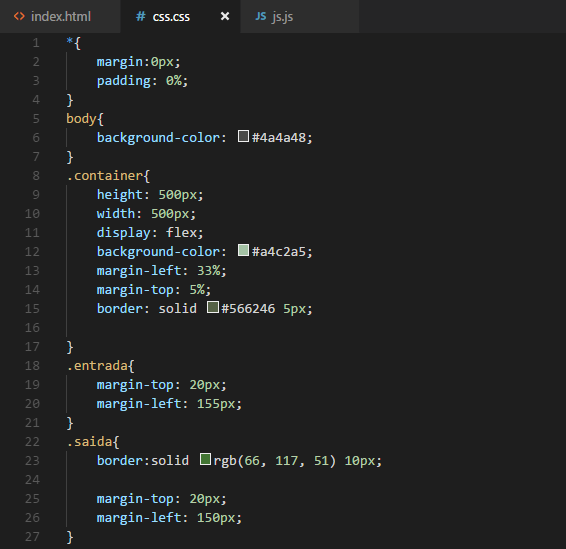 <> index.html # css.css × JS js.js
1 *{
2 margin:0px;
3 padding: 0%;
4 }
5 body{
6 background-color: #4a4a48;
7 }
8 .container{
9 height: 500px;
10 width: 500px;
11 display: flex;
12 background-color: #a4c2a5;
13 margin-left: 33%;
14 margin-top: 5%;
15 border: solid #566246 5px;
16
17 }
18 .entrada{
19 margin-top: 20px;
20 margin-left: 155px;
21 }
22 .saida{
23 border:solid rgb(66, 117, 51) 10px;
24
25 margin-top: 20px;
26 margin-left: 150px;
27 }